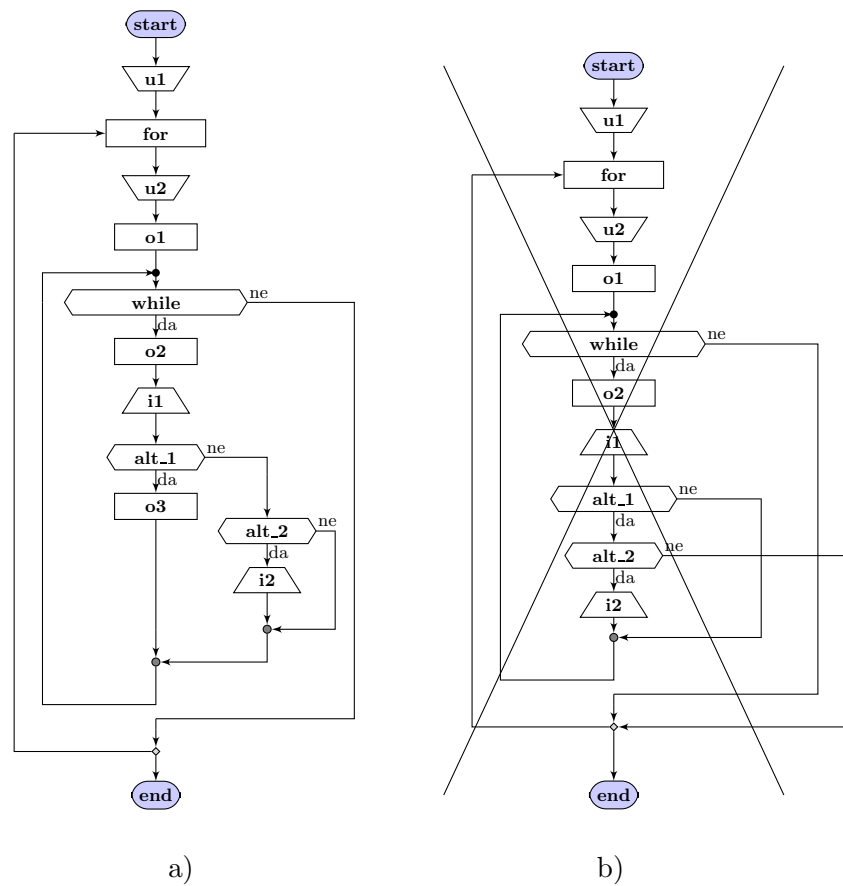 start
u1
for
u2
o1
while
ne
da
o2
i1
alt_1
ne
da
o3
alt_2
ne
da
i2
end
a)
start
u1
for
u2
o1
while
ne
da
o2
i1
alt_1
ne
da
alt_2
ne
da
i2
end
b)